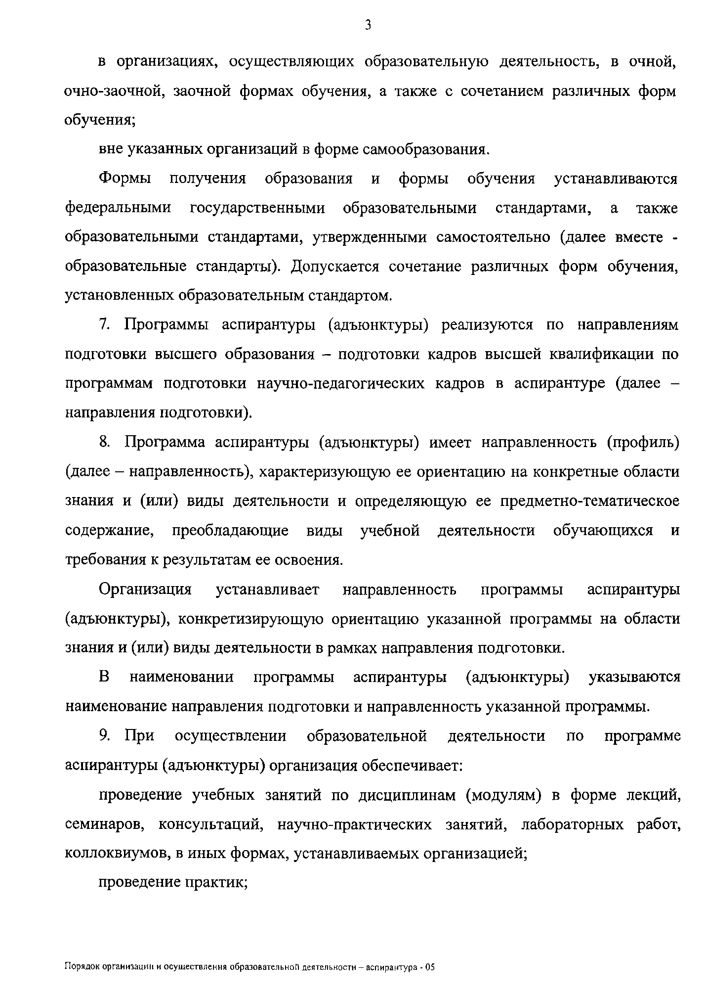 3
в организациях, осуществляющих образовательную деятельность, в очной,
очно-заочной, заочной формах обучения, а также с сочетанием различных форм
обучения;
вне указанных организаций в форме самообразования.
Формы получения образования и формы обучения устанавливаются
федеральными государственными образовательными стандартами, а также
образовательными стандартами, утвержденными самостоятельно (далее вместе -
образовательные стандарты). Допускается сочетание различных форм обучения,
установленных образовательным стандартом.
7. Программы аспирантуры (адъюнктуры) реализуются по направлениям
подготовки высшего образования – подготовки кадров высшей квалификации по
программам подготовки научно-педагогических кадров в аспирантуре (далее –
направления подготовки).
8. Программа аспирантуры (адъюнктуры) имеет направленность (профиль)
(далее – направленность), характеризующую ее ориентацию на конкретные области
знания и (или) виды деятельности и определяющую ее предметно-тематическое
содержание, преобладающие виды учебной деятельности обучающихся и
требования к результатам ее освоения.
Организация устанавливает направленность программы аспирантуры
(адъюнктуры), конкретизирующую ориентацию указанной программы на области
знания и (или) виды деятельности в рамках направления подготовки.
В наименовании программы аспирантуры (адъюнктуры) указываются
наименование направления подготовки и направленность указанной программы.
9. При осуществлении образовательной деятельности по программе
аспирантуры (адъюнктуры) организация обеспечивает:
проведение учебных занятий по дисциплинам (модулям) в форме лекций,
семинаров, консультаций, научно-практических занятий, лабораторных работ,
коллоквиумов, в иных формах, устанавливаемых организацией;
проведение практик;
Порядок организации и осуществления образовательной деятельности – аспирантура - 05